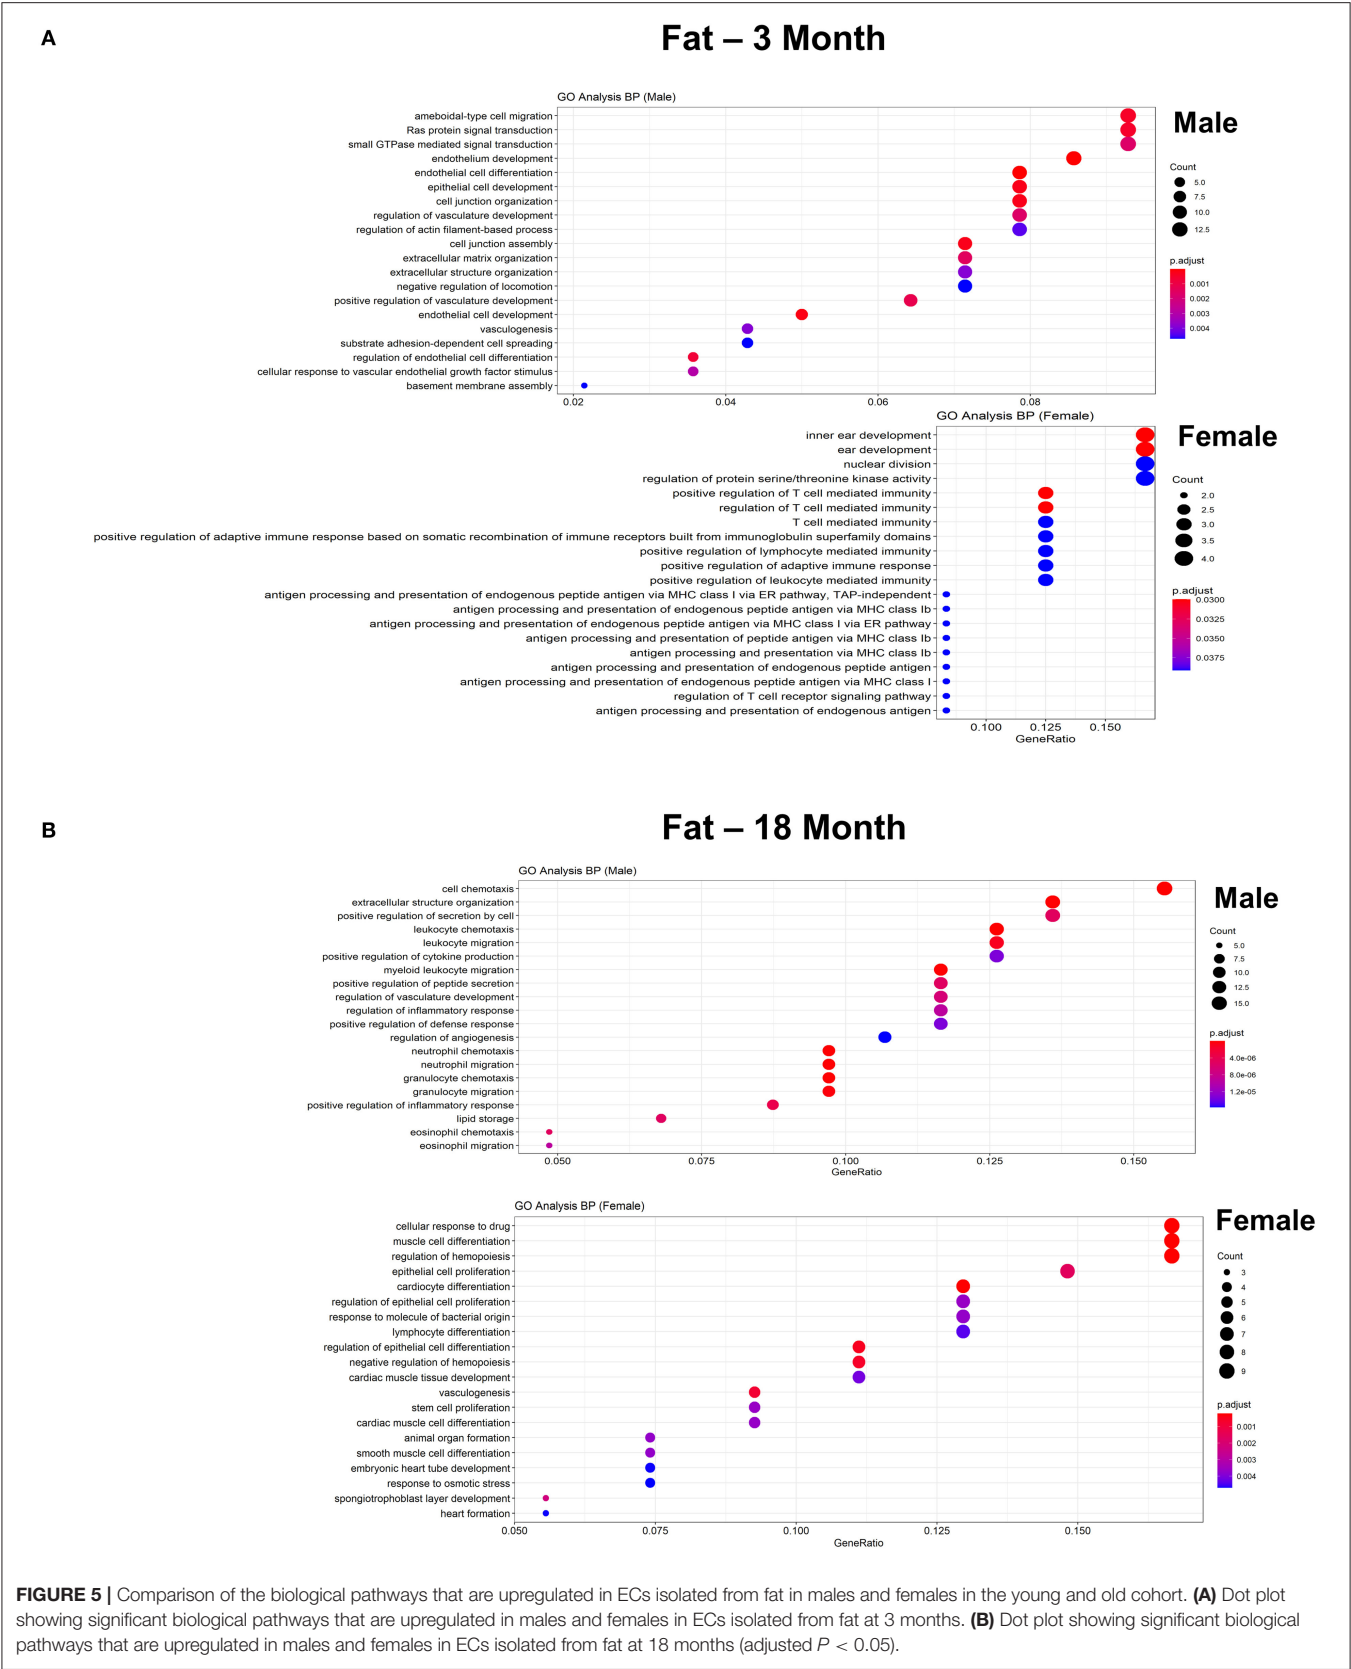 A
Fat – 3 Month
GO Analysis BP (Male)
ameboidal-type cell migration
Ras protein signal transduction
small GTPase mediated signal transduction
endothelium development
endothelial cell differentiation
epithelial cell development
cell junction organization
regulation of vasculature development
regulation of actin filament-based process
cell junction assembly
extracellular matrix organization
extracellular structure organization
negative regulation of locomotion
positive regulation of vasculature development
endothelial cell development
vasculogenesis
substrate adhesion-dependent cell spreading
regulation of endothelial cell differentiation
cellular response to vascular endothelial growth factor stimulus
basement membrane assembly
0.02 0.04 0.06 0.08
Male
Count
5.0
7.5
10.0
12.5
p.adjust
0.001
0.002
0.003
0.004
GO Analysis BP (Female)
inner ear development
ear development
nuclear division
regulation of protein serine/threonine kinase activity
positive regulation of T cell mediated immunity
regulation of T cell mediated immunity
T cell mediated immunity
positive regulation of adaptive immune response based on somatic recombination of immune receptors built from immunoglobulin superfamily domains
positive regulation of lymphocyte mediated immunity
positive regulation of adaptive immune response
positive regulation of leukocyte mediated immunity
antigen processing and presentation of endogenous peptide antigen via MHC class I via ER pathway, TAP-independent
antigen processing and presentation of endogenous peptide antigen via MHC class Ib
antigen processing and presentation of endogenous peptide antigen via MHC class I via ER pathway
antigen processing and presentation of peptide antigen via MHC class Ib
antigen processing and presentation via MHC class Ib
antigen processing and presentation of endogenous peptide antigen
antigen processing and presentation of endogenous peptide antigen via MHC class I
regulation of T cell receptor signaling pathway
antigen processing and presentation of endogenous antigen
0.100 0.125 0.150
GeneRatio
Female
Count
2.0
2.5
3.0
3.5
4.0
p.adjust
0.0300
0.0325
0.0350
0.0375
B
Fat – 18 Month
GO Analysis BP (Male)
cell chemotaxis
extracellular structure organization
positive regulation of secretion by cell
leukocyte chemotaxis
leukocyte migration
positive regulation of cytokine production
myeloid leukocyte migration
positive regulation of peptide secretion
regulation of vasculature development
regulation of inflammatory response
positive regulation of defense response
regulation of angiogenesis
neutrophil chemotaxis
neutrophil migration
granulocyte chemotaxis
granulocyte migration
positive regulation of inflammatory response
lipid storage
eosinophil chemotaxis
eosinophil migration
0.050 0.075 0.100 0.125 0.150
GeneRatio
Male
Count
5.0
7.5
10.0
12.5
15.0
p.adjust
4.0e-06
8.0e-06
1.2e-05
GO Analysis BP (Female)
cellular response to drug
muscle cell differentiation
regulation of hemopoiesis
epithelial cell proliferation
cardiocyte differentiation
regulation of epithelial cell proliferation
response to molecule of bacterial origin
lymphocyte differentiation
regulation of epithelial cell differentiation
negative regulation of hemopoiesis
cardiac muscle tissue development
vasculogenesis
stem cell proliferation
cardiac muscle cell differentiation
animal organ formation
smooth muscle cell differentiation
embryonic heart tube development
response to osmotic stress
spongiotrophoblast layer development
heart formation
0.050 0.075 0.100 0.125 0.150
GeneRatio
Female
Count
3
4
5
6
7
8
9
p.adjust
0.001
0.002
0.003
0.004
FIGURE 5 | Comparison of the biological pathways that are upregulated in ECs isolated from fat in males and females in the young and old cohort. (A) Dot plot
showing significant biological pathways that are upregulated in males and females in ECs isolated from fat at 3 months. (B) Dot plot showing significant biological
pathways that are upregulated in males and females in ECs isolated from fat at 18 months (adjusted P < 0.05).